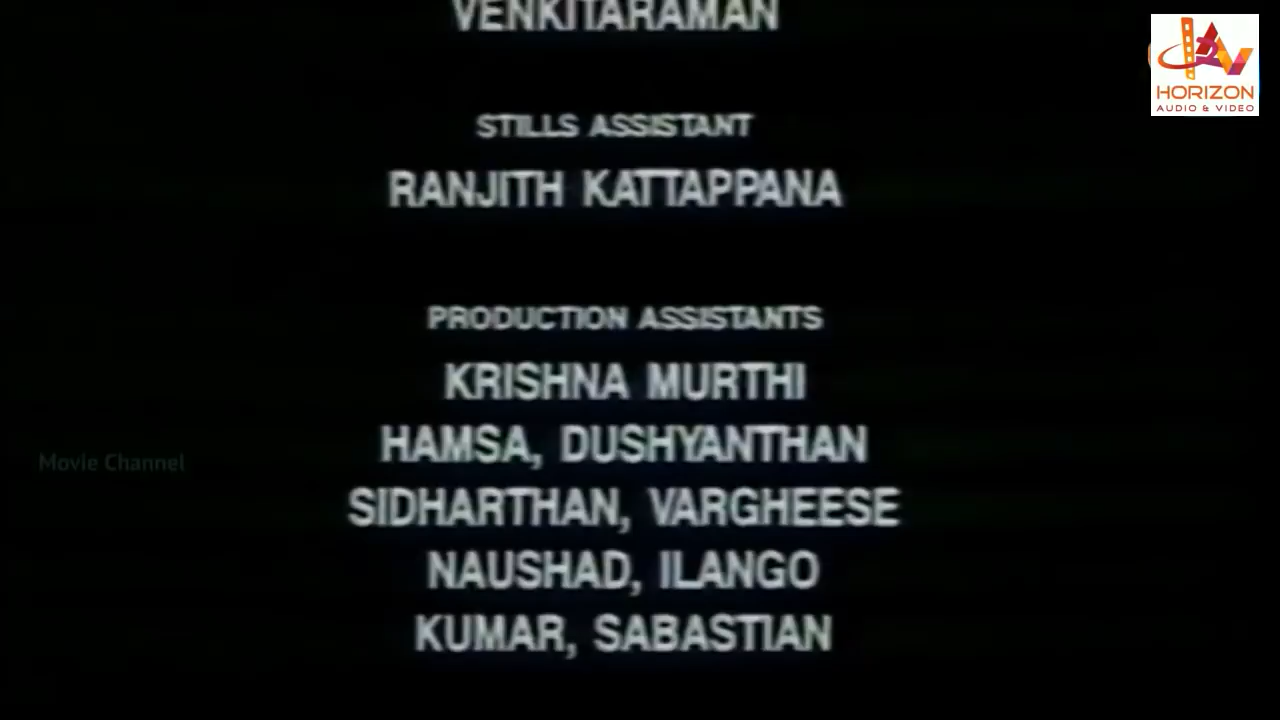 VENKITARAMAN
HORIZON
AUDIO & VIDEO
STILLS ASSISTANT
RANJITH KATTAPPANA
PRODUCTION ASSISTANTS
KRISHNA MURTHI
HAMSA, DUSHYANTHAN
Movie Channel
SIDHARTHAN, VARGHEESE
NAUSHAD, ILANGO
KUMAR, SABASTIAN